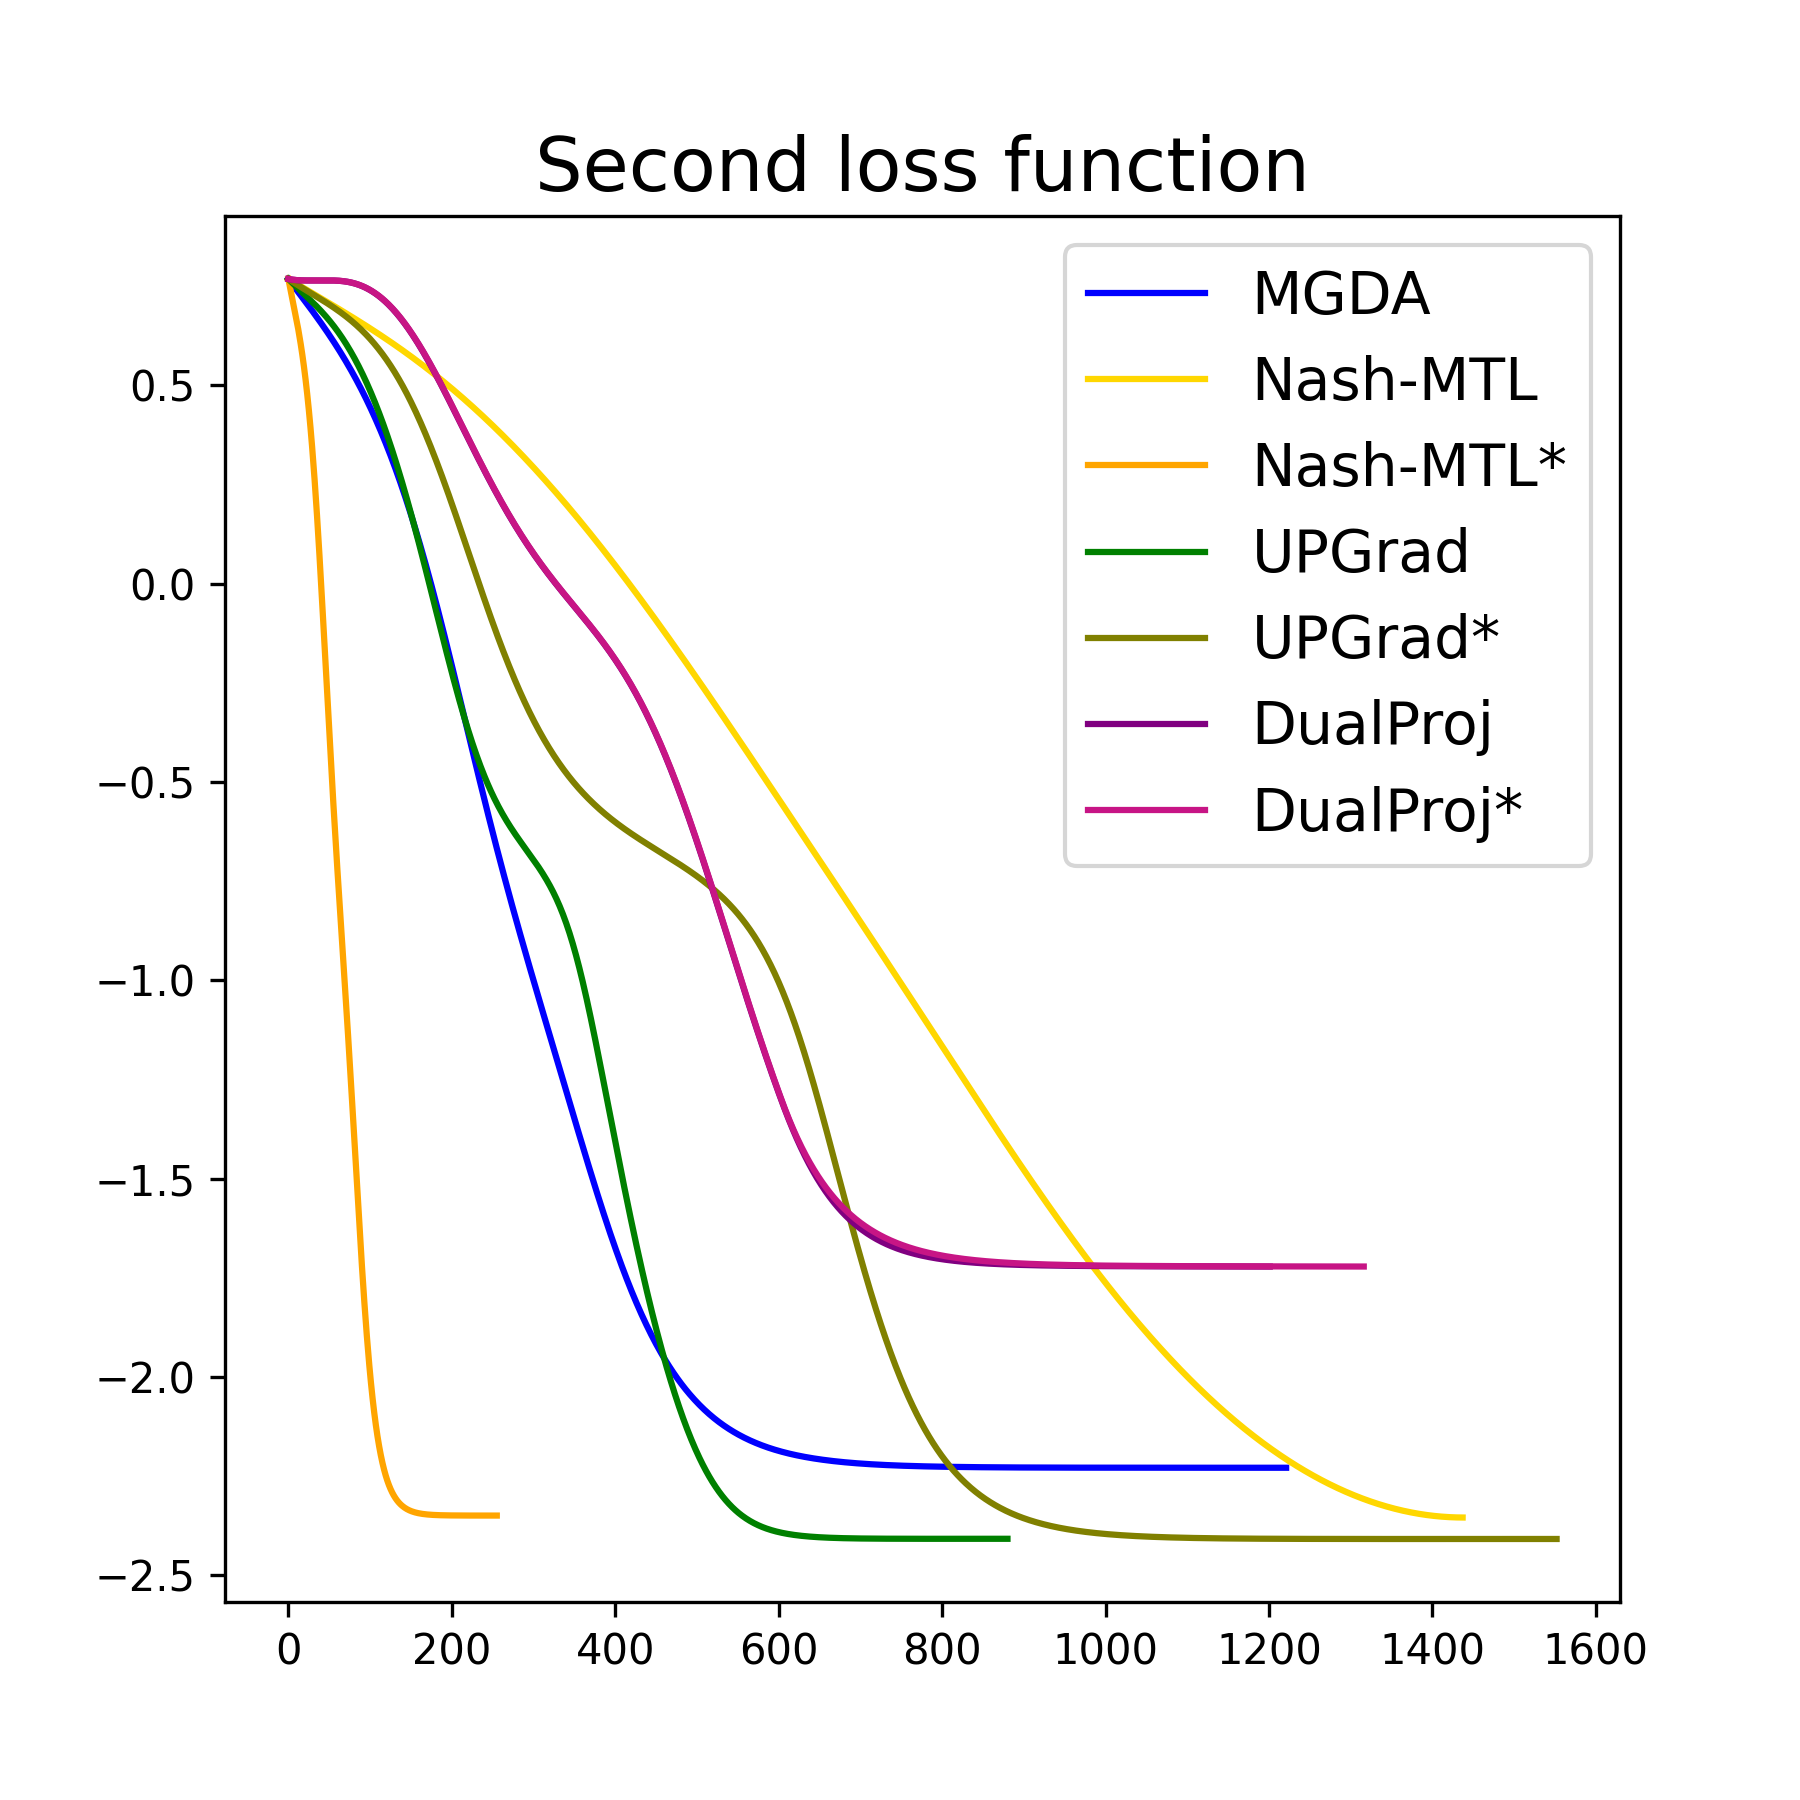 Second loss function
MGDA
Nash-MTL
Nash-MTL*
UPGrad
UPGrad*
DualProj
DualProj*
0.5
0.0
−0.5
−1.0
−1.5
−2.0
−2.5
0 200 400 600 800 1000 1200 1400 1600